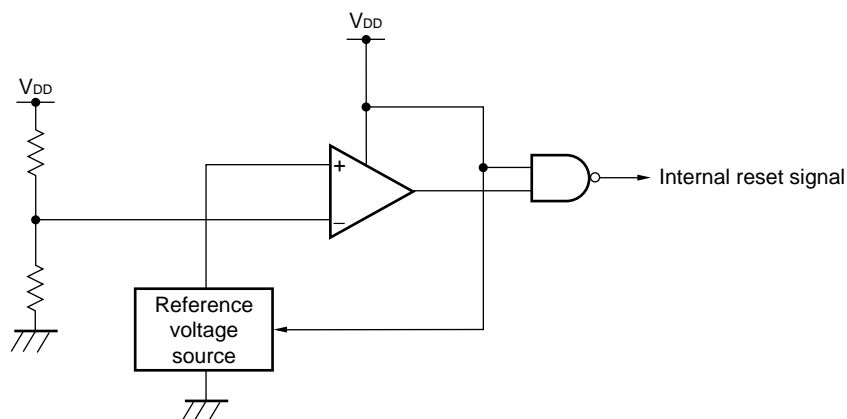 VDD
VDD
+
−
Internal reset signal
Reference
voltage
source